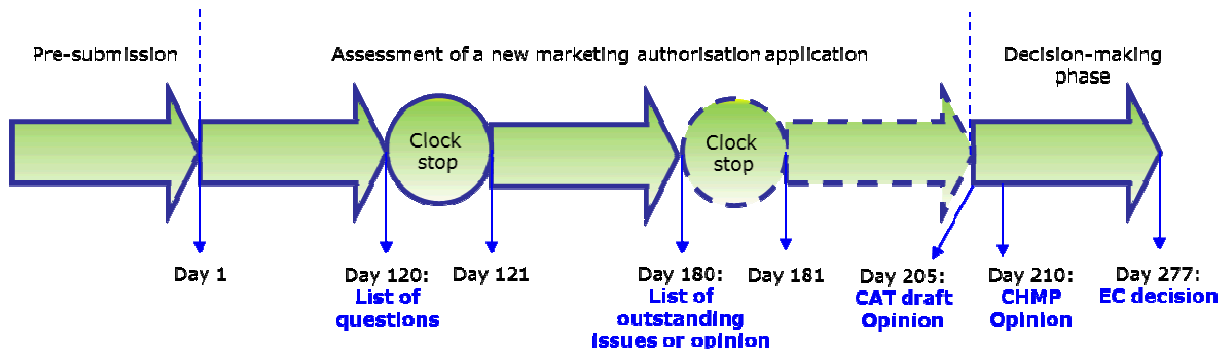 Pre-submission
Assessment of a new marketing authorisation application
Decision-making
phase
Clock
stop
Clock
stop
Day 1
Day 120:
List of
questions
Day 121
Day 180:
List of
outstanding
issues or opinion
Day 181
Day 205:
CAT draft
Opinion
Day 210:
CHMP
Opinion
Day 277:
EC decision